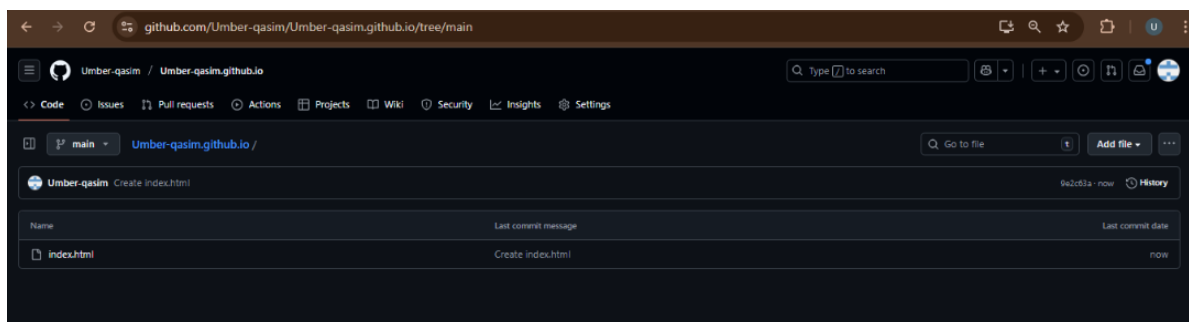 github.com/Umber-qasim/Umber-qasim.github.io/tree/main
U
Umber-qasim / Umber-qasim.github.io
Type / to search
<> Code Issues Pull requests Actions Projects Wiki Security Insights Settings
main Umber-qasim.github.io /
Go to file t Add file
Umber-qasim Create index.html 9e2c63a · now History
Name Last commit message Last commit date
index.html Create index.html now